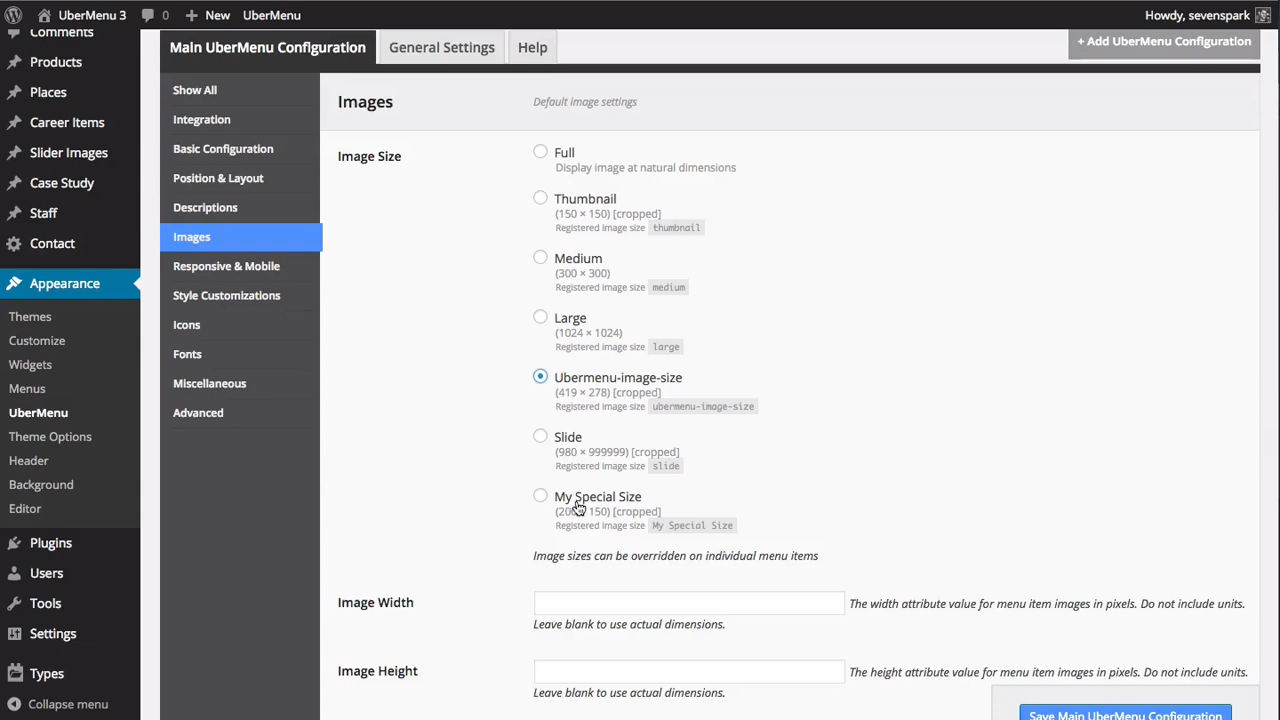 UberMenu 3 0 + New UberMenu Howdy, sevenspark
Comments
Products
Places
Career Items
Slider Images
Case Study
Staff
Contact
Appearance
Themes
Customize
Widgets
Menus
UberMenu
Theme Options
Header
Background
Editor
Plugins
Users
Tools
Settings
Types
Collapse menu
Main UberMenu Configuration General Settings Help + Add UberMenu Configuration
Show All
Integration
Basic Configuration
Position & Layout
Descriptions
Images
Responsive & Mobile
Style Customizations
Icons
Fonts
Miscellaneous
Advanced
Images Default image settings
Image Size
Full
Display image at natural dimensions
Thumbnail
(150 × 150) [cropped]
Registered image size thumbnail
Medium
(300 × 300)
Registered image size medium
Large
(1024 × 1024)
Registered image size large
Ubermenu-image-size
(419 × 278) [cropped]
Registered image size ubermenu-image-size
Slide
(980 × 999999) [cropped]
Registered image size slide
My Special Size
150) [cropped]
Registered image size My Special Size
Image sizes can be overridden on individual menu items
Image Width The width attribute value for menu item images in pixels. Do not include units.
Leave blank to use actual dimensions.
Image Height The height attribute value for menu item images in pixels. Do not include units.
Leave blank to use actual dimensions.
Save Main UberMenu Configuration